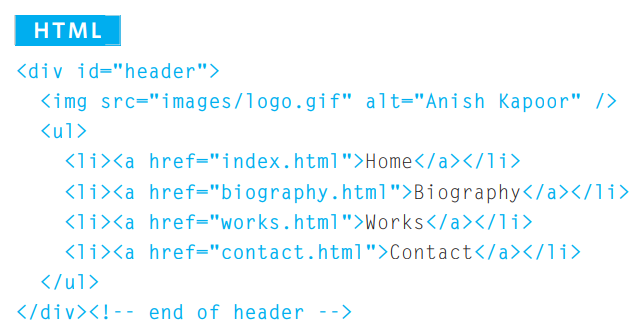 HTML
<div id="header">
<img src="images/logo.gif" alt="Anish Kapoor" />
<ul>
<li><a href="index.html">Home</a></li>
<li><a href="biography.html">Biography</a></li>
<li><a href="works.html">Works</a></li>
<li><a href="contact.html">Contact</a></li>
</ul>
</div><!-- end of header -->